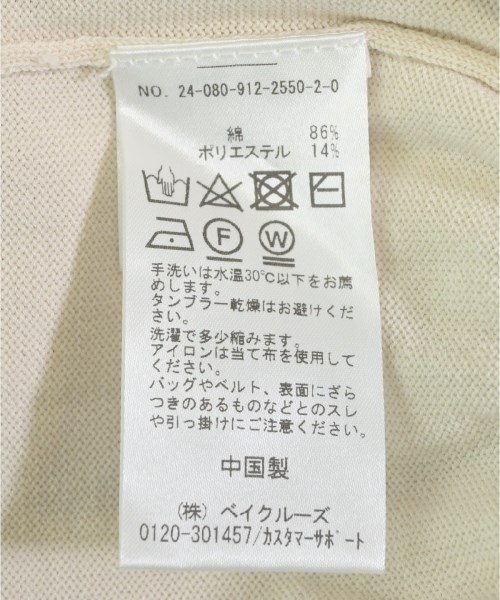 NO. 24-080-912-2550-2-0
綿 86%
ポリエステル 14%
F W
手洗いは水温30℃以下をお薦
めします。
タンブラー乾燥はお避けくだ
さい。
洗濯で多少縮みます。
アイロンは当て布を使用して
ください。
バッグやベルト、表面にざら
つきのあるものなどとのスレ
や引っ掛けにご注意ください。
中国製
(株) ベイクルーズ
0120-301457/カスタマーサポート